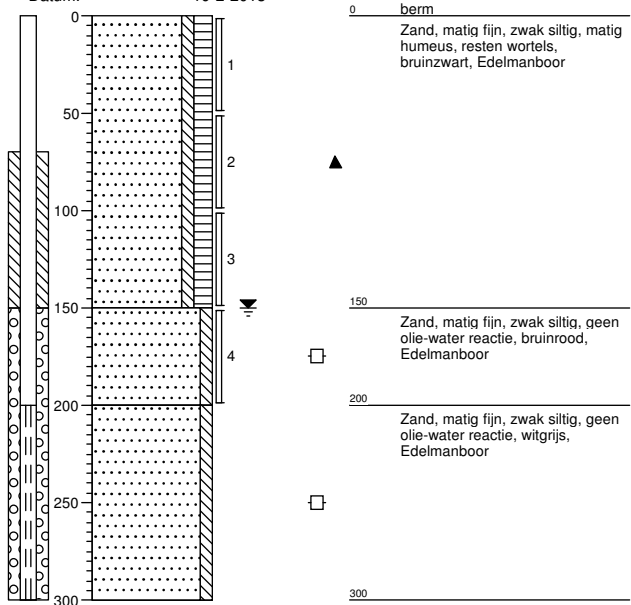 0
50
100
150
200
250
300
1
2
3
4
0
berm
Zand, matig fijn, zwak siltig, matig
humeus, resten wortels,
bruinzwart, Edelmanboor
150
Zand, matig fijn, zwak siltig, geen
olie-water reactie, bruinrood,
Edelmanboor
200
Zand, matig fijn, zwak siltig, geen
olie-water reactie, witgrijs,
Edelmanboor
300